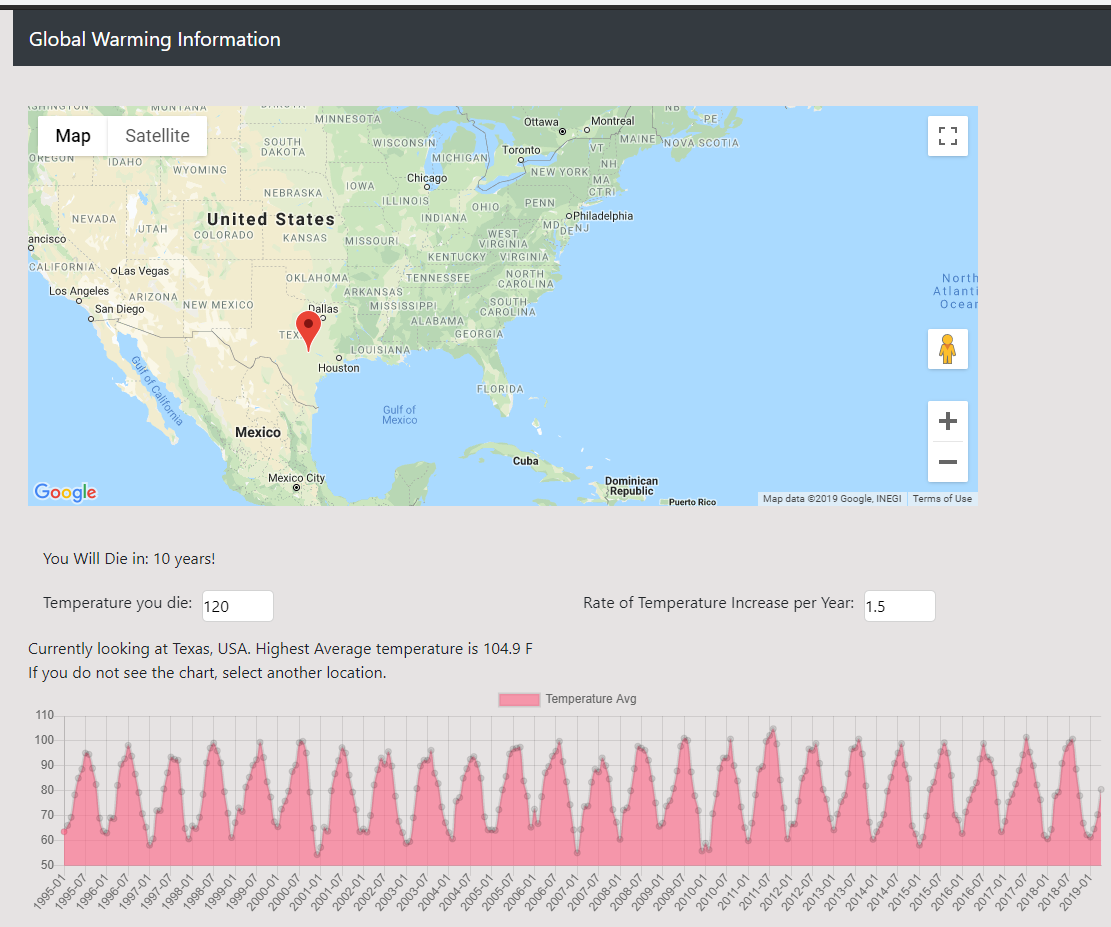 Global Warming Information
MONTANA
MINNESOTA
Ottawa
Montreal
NB
PE
Map
Satellite
SOUTH
DAKOTA
WISCONSIN
MICHIGAN
Toronto
VT
MAINE
NOVA SCOTIA
OREGON
IDAHO
WYOMING
NH
NEW YORK
MA
CT RI
Chicago
NEBRASKA
IOWA
ILLINOIS
INDIANA
OHIO
PENN
Philadelphia
NEVADA
United States
UTAH
COLORADO
KANSAS
MISSOURI
WEST
VIRGINIA
MD
DE
NJ
ancisco
KENTUCKY
VIRGINIA
CALIFORNIA
Las Vegas
OKLAHOMA
TENNESSEE
NORTH
CAROLINA
North
Atlanti
Ocear
Los Angeles
ARIZONA
NEW MEXICO
ARKANSAS
San Diego
Dallas
MISSISSIPPI
SOUTH
CAROLINA
ALABAMA
TEX
GEORGIA
LOUISIANA
Houston
Gulf of California
FLORIDA
Gulf of
Mexico
Mexico
Cuba
Mexico City
Dominican
Republic
Puerto Rico
Google
Map data ©2019 Google, INEGI
Terms of Use
You Will Die in: 10 years!
Temperature you die: 120
Rate of Temperature Increase per Year: 1.5
Currently looking at Texas, USA. Highest Average temperature is 104.9 F
If you do not see the chart, select another location.
Temperature Avg
110
100
90
80
70
60
50
1995-01 1995-07 1996-01 1996-07 1997-01 1997-07 1998-01 1998-07 1999-01 1999-07 2000-01 2000-07 2001-01 2001-07 2002-01 2002-07 2003-01 2003-07 2004-01 2004-07 2005-01 2005-07 2006-01 2006-07 2007-01 2007-07 2008-01 2008-07 2009-01 2009-07 2010-01 2010-07 2011-01 2011-07 2012-01 2012-07 2013-01 2013-07 2014-01 2014-07 2015-01 2015-07 2016-01 2016-07 2017-01 2017-07 2018-01 2018-07 2019-01